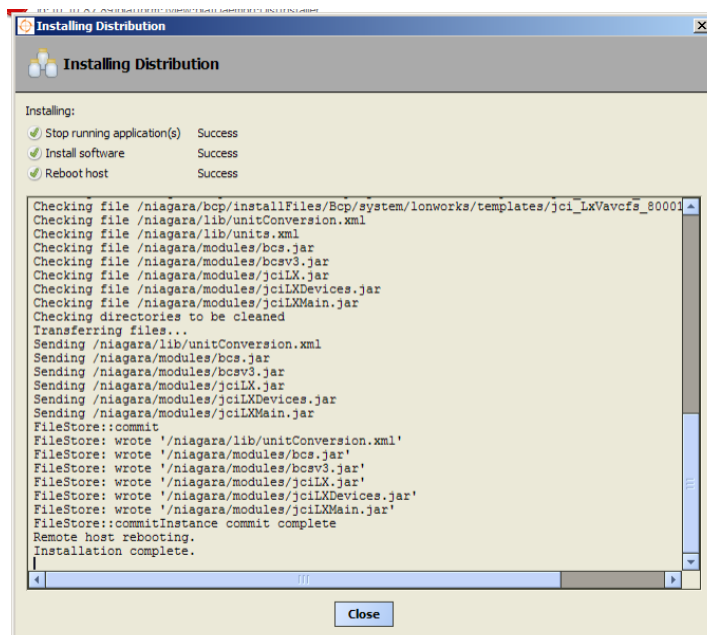 Installing Distribution
Installing Distribution
Installing:
Stop running application(s) Success
Install software Success
Reboot host Success
Checking file /niagara/bcp/installFiles/Bcp/system/lonworks/templates/jci_LxVavcfs_80001
Checking file /niagara/lib/unitConversion.xml
Checking file /niagara/lib/units.xml
Checking file /niagara/modules/bcs.jar
Checking file /niagara/modules/bcsv3.jar
Checking file /niagara/modules/jciLX.jar
Checking file /niagara/modules/jciLXDevices.jar
Checking file /niagara/modules/jciLXMain.jar
Checking directories to be cleaned
Transferring files...
Sending /niagara/lib/unitConversion.xml
Sending /niagara/modules/bcs.jar
Sending /niagara/modules/bcsv3.jar
Sending /niagara/modules/jciLX.jar
Sending /niagara/modules/jciLXDevices.jar
Sending /niagara/modules/jciLXMain.jar
FileStore::commit
FileStore: wrote '/niagara/lib/unitConversion.xml'
FileStore: wrote '/niagara/modules/bcs.jar'
FileStore: wrote '/niagara/modules/bcsv3.jar'
FileStore: wrote '/niagara/modules/jciLX.jar'
FileStore: wrote '/niagara/modules/jciLXDevices.jar'
FileStore: wrote '/niagara/modules/jciLXMain.jar'
FileStore::commitInstance commit complete
Remote host rebooting.
Installation complete.
Close